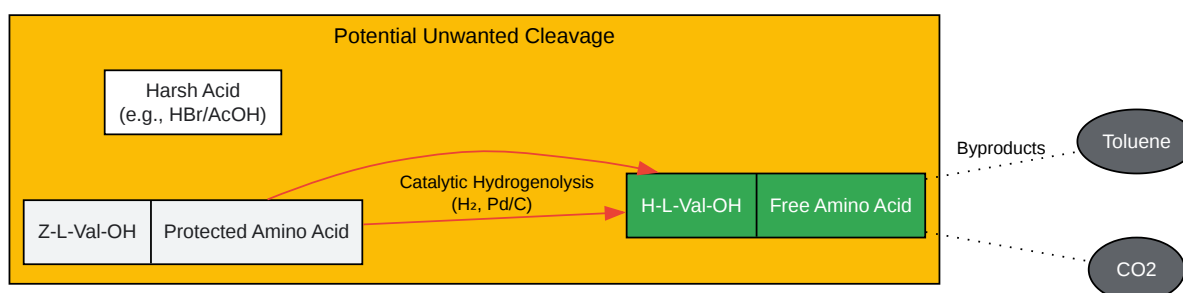 Potential Unwanted Cleavage
Harsh Acid
(e.g., HBr/AcOH)
Toluene
Byproducts
Catalytic Hydrogenolysis
(H₂, Pd/C)
Z-L-Val-OH
Protected Amino Acid
H-L-Val-OH
Free Amino Acid
CO2